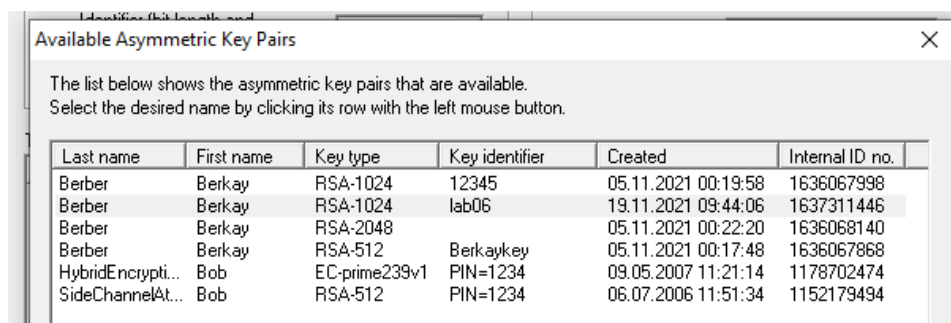 Identifier (bit length and
Available Asymmetric Key Pairs
The list below shows the asymmetric key pairs that are available.
Select the desired name by clicking its row with the left mouse button.
Last name First name Key type Key identifier Created Internal ID no.
Berber Berkay RSA-1024 12345 05.11.2021 00:19:58 1636067998
Berber Berkay RSA-1024 lab06 19.11.2021 09:44:06 1637311446
Berber Berkay RSA-2048 05.11.2021 00:22:20 1636068140
Berber Berkay RSA-512 Berkaykey 05.11.2021 00:17:48 1636067868
HybridEncrypti... Bob EC-prime239v1 PIN=1234 09.05.2007 11:21:14 1178702474
SideChannelAt... Bob RSA-512 PIN=1234 06.07.2006 11:51:34 1152179494